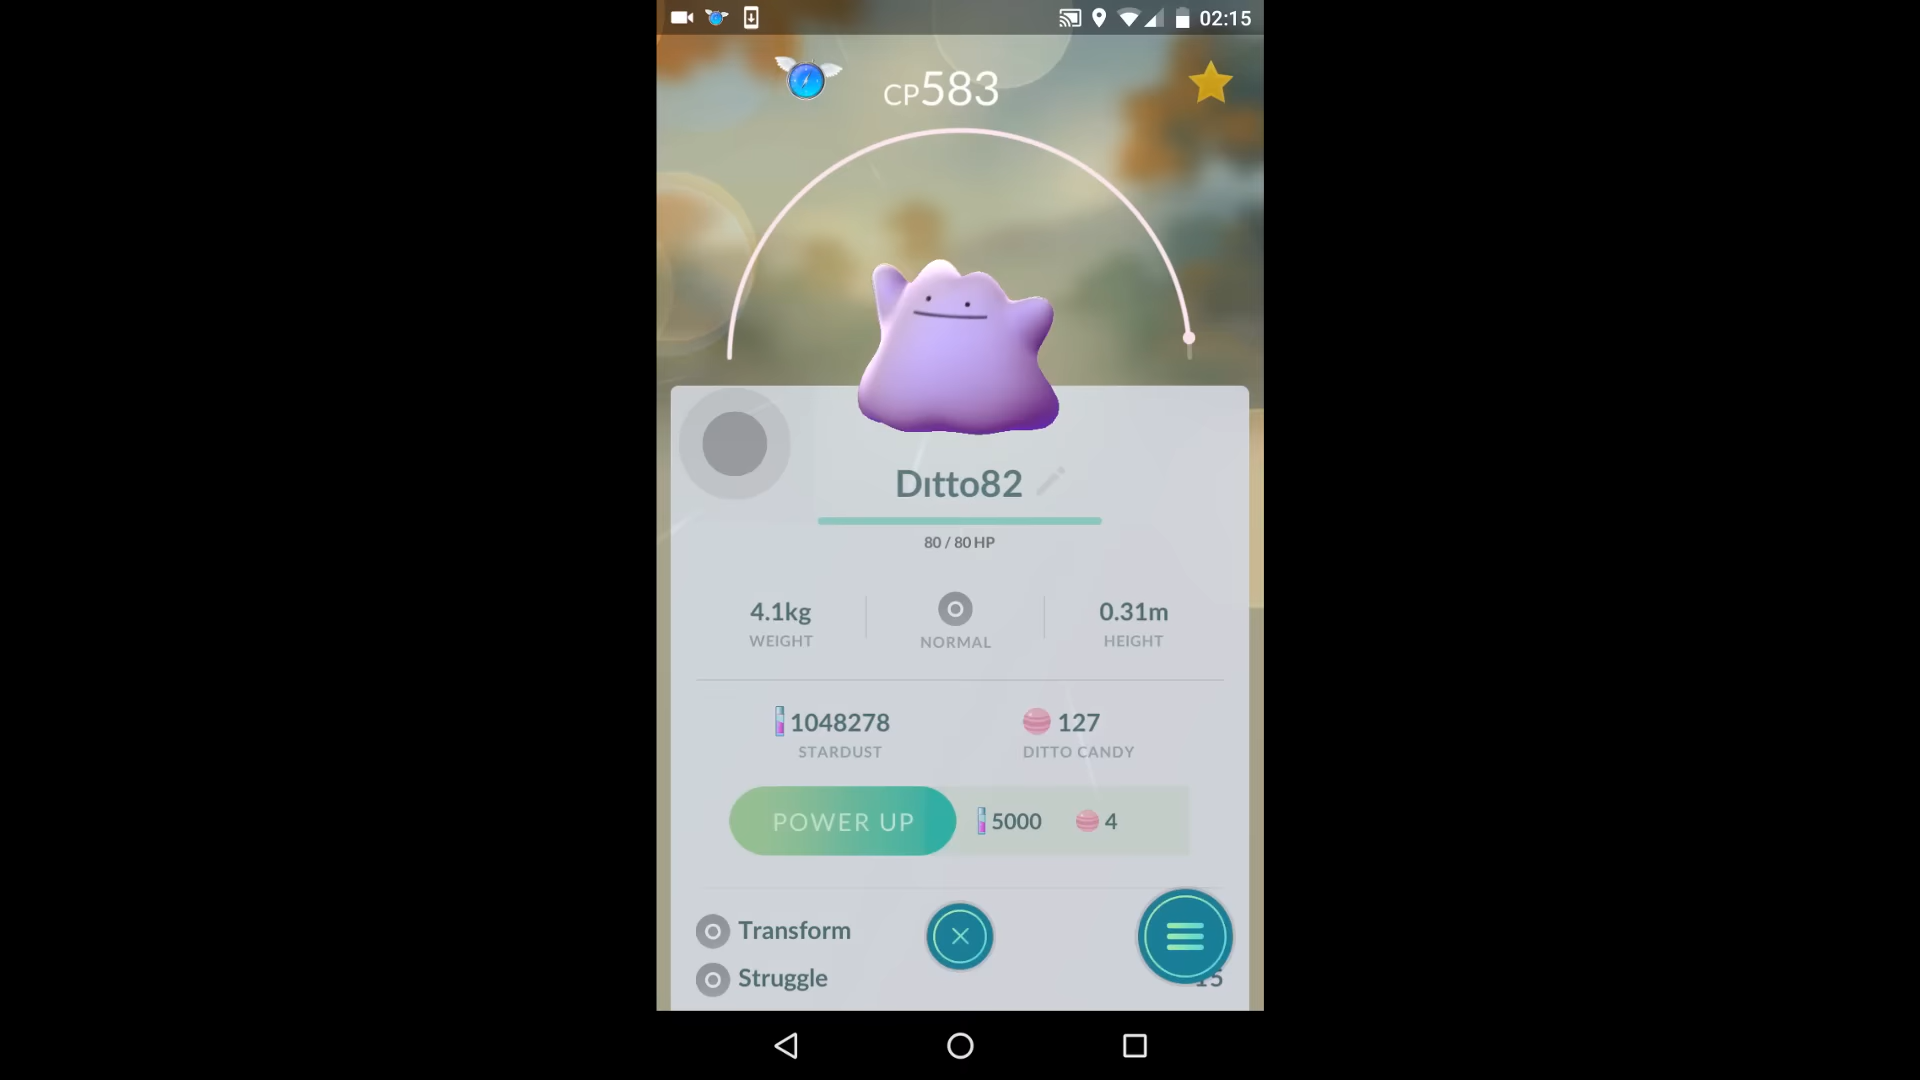 02:15
CP583
Dıtto82
80 / 80 HP
4.1kg
WEIGHT
NORMAL
0.31m
HEIGHT
1048278
STARDUST
127
DITTO CANDY
POWER UP
5000
4
Transform
Struggle
15